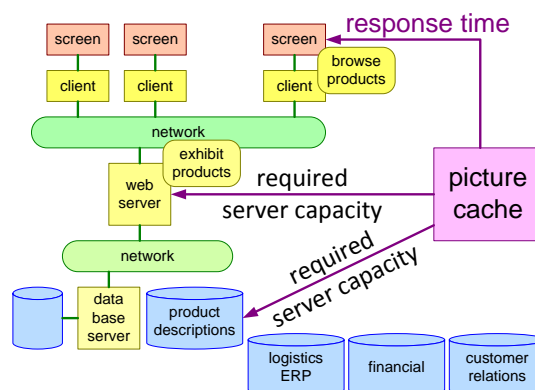 response time
screen
screen
screen
browse
products
client
client
client
network
exhibit
products
web
server
required
server capacity
picture
cache
network
required
server capacity
data
base
server
product
descriptions
logistics
ERP
financial
customer
relations